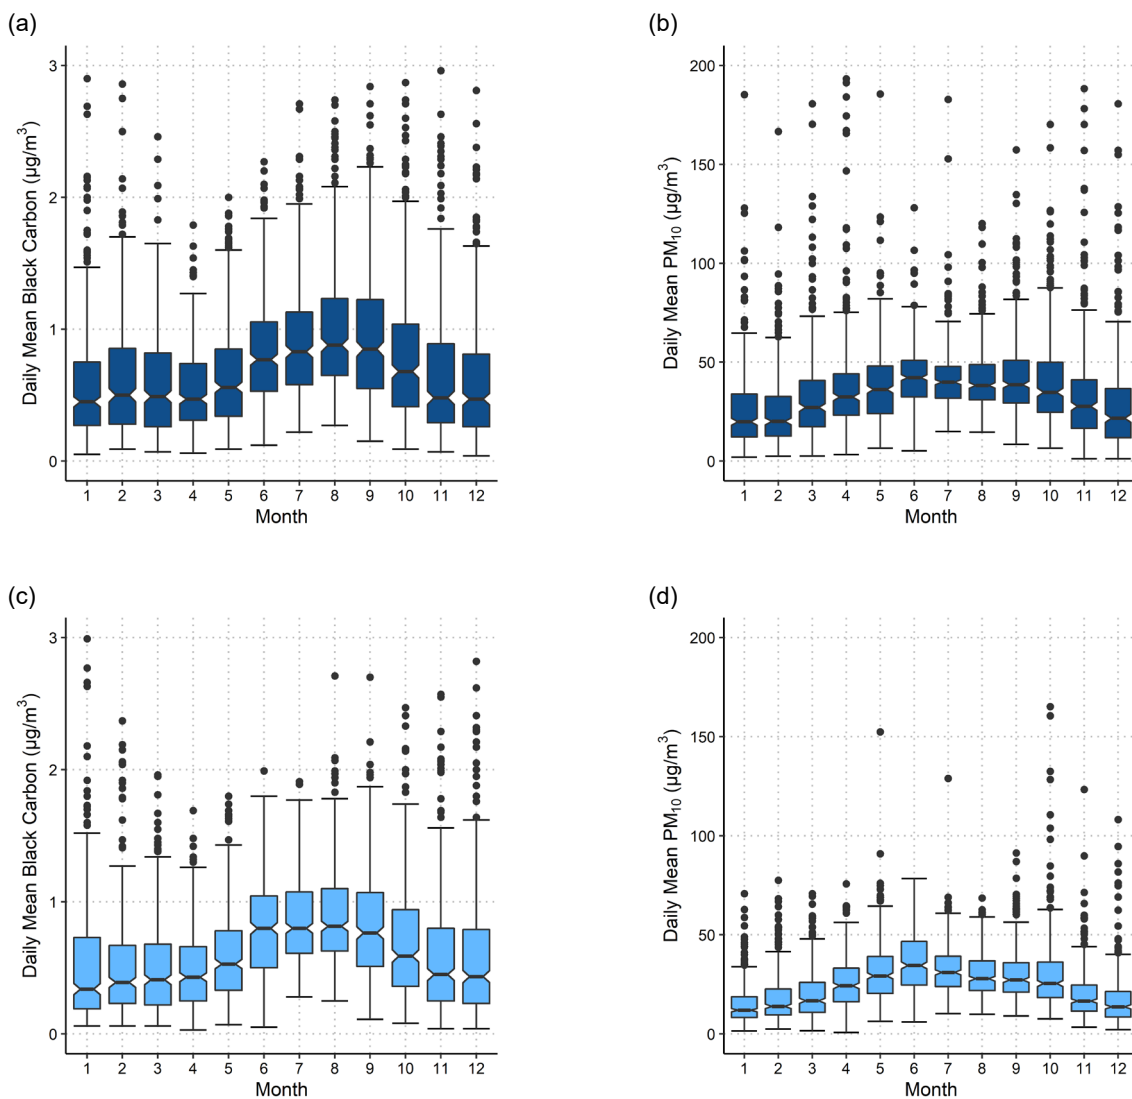 (a)
Daily Mean Black Carbon (µg/m³)
3
2
1
0
1 2 3 4 5 6 7 8 9 10 11 12
Month
(b)
Daily Mean PM₁₀ (µg/m³)
200
150
100
50
0
1 2 3 4 5 6 7 8 9 10 11 12
Month
(c)
Daily Mean Black Carbon (µg/m³)
3
2
1
0
1 2 3 4 5 6 7 8 9 10 11 12
Month
(d)
Daily Mean PM₁₀ (µg/m³)
200
150
100
50
0
1 2 3 4 5 6 7 8 9 10 11 12
Month